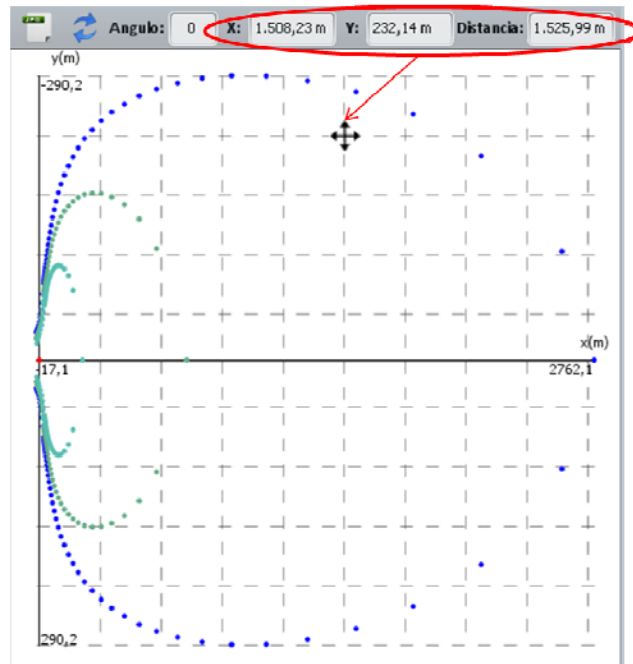 Angulo: 0 X: 1.508,23 m Y: 232,14 m Distancia: 1.525,99 m
y(m)
-290,2
x(m)
-17,1 2762,1
290,2